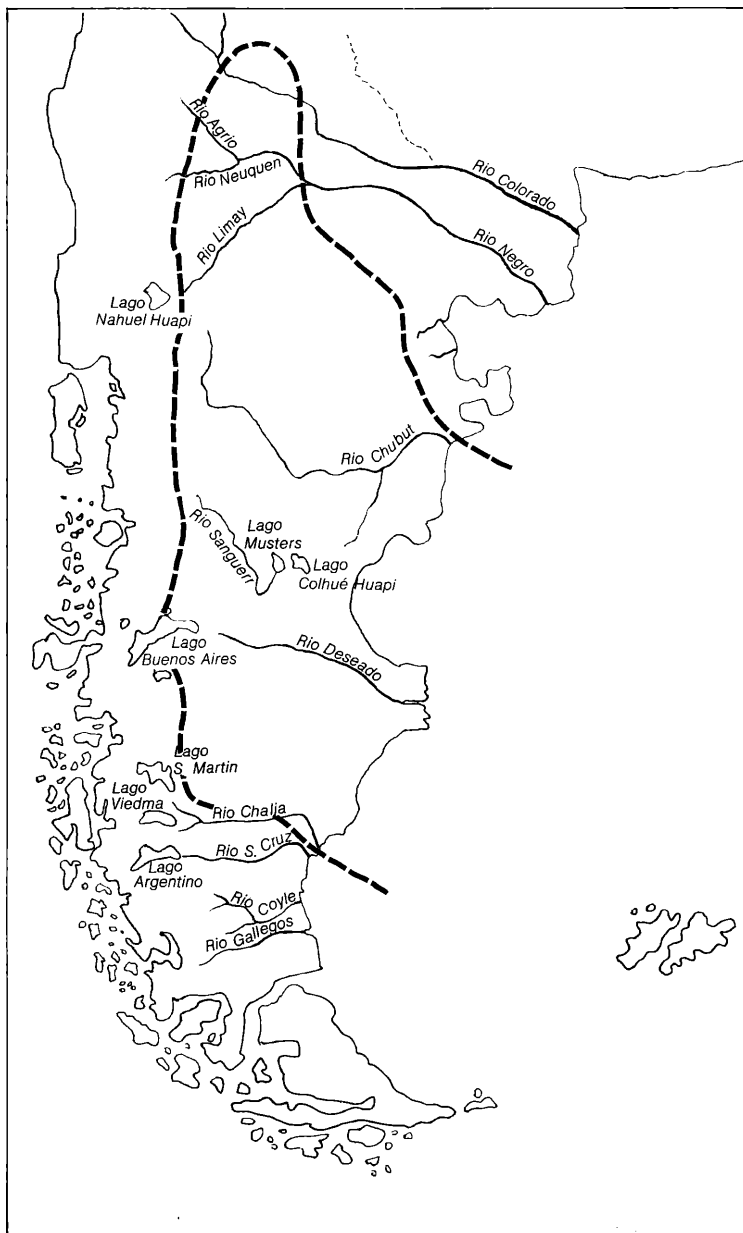 Rio Agrio
Rio Neuquen
Rio Colorado
Rio Limay
Rio Negro
Lago
Nahuel Huapi
Rio Chubut
Rio Sanguerr
Lago
Musters
Lago
Colhué Huapi
Lago
Buenos Aires
Rio Deseado
Lago
S. Martin
Lago
Viedma
Rio Chalia
Rio S. Cruz
Lago
Argentino
Rio Coyle
Rio Gallegos